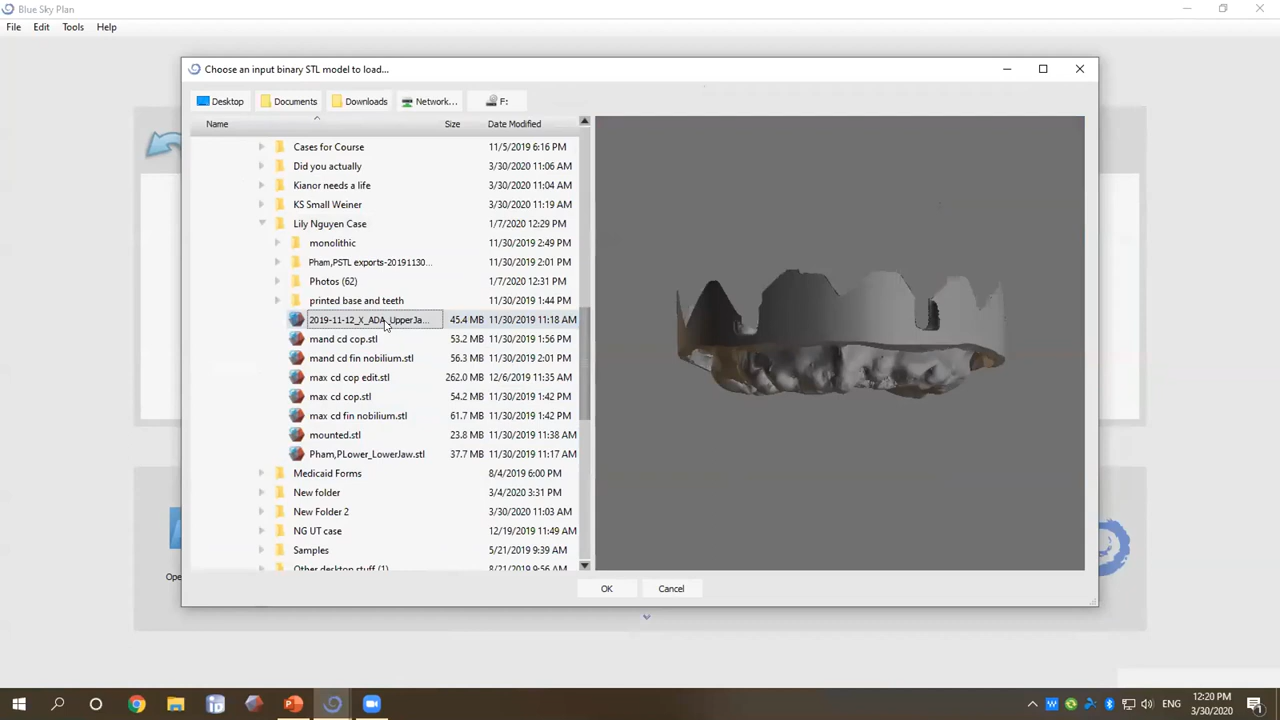 Blue Sky Plan
File Edit Tools Help
Choose an input binary STL model to load...
Desktop Documents Downloads Network... F:
Name Size Date Modified
Cases for Course 11/5/2019 6:16 PM
Did you actually 3/30/2020 11:06 AM
Kianor needs a life 3/30/2020 11:04 AM
KS Small Weiner 3/30/2020 11:19 AM
Lily Nguyen Case 1/7/2020 12:29 PM
monolithic 11/30/2019 2:49 PM
Pham,PSTL exports-20191130... 11/30/2019 2:01 PM
Photos (62) 1/7/2020 12:31 PM
printed base and teeth 11/30/2019 1:44 PM
2019-11-12_X_ADA_UpperJa... 45.4 MB 11/30/2019 11:18 AM
mand cd cop.stl 53.2 MB 11/30/2019 1:56 PM
mand cd fin nobilium.stl 56.3 MB 11/30/2019 2:01 PM
max cd cop edit.stl 262.0 MB 12/6/2019 11:35 AM
max cd cop.stl 54.2 MB 11/30/2019 1:42 PM
max cd fin nobilium.stl 61.7 MB 11/30/2019 1:42 PM
mounted.stl 23.8 MB 11/30/2019 11:38 AM
Pham,PLower_LowerJaw.stl 37.7 MB 11/30/2019 11:17 AM
Medicaid Forms 8/4/2019 6:00 PM
New folder 3/4/2020 3:31 PM
New Folder 2 3/30/2020 11:03 AM
NG UT case 12/19/2019 11:49 AM
Samples 5/21/2019 9:39 AM
Other desktop stuff (1) 8/21/2019 9:56 AM
Ope
OK Cancel
ENG 12:20 PM
3/30/2020
1